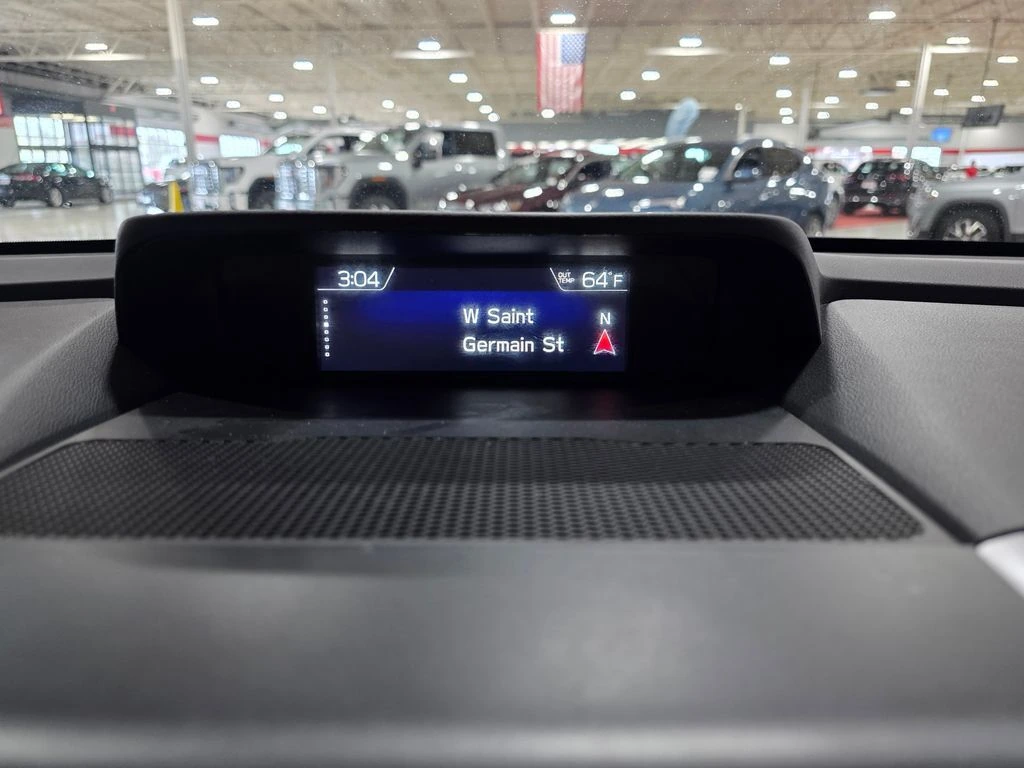 3:04
OUT
TEMP 64°F
W Saint
N
Germain St